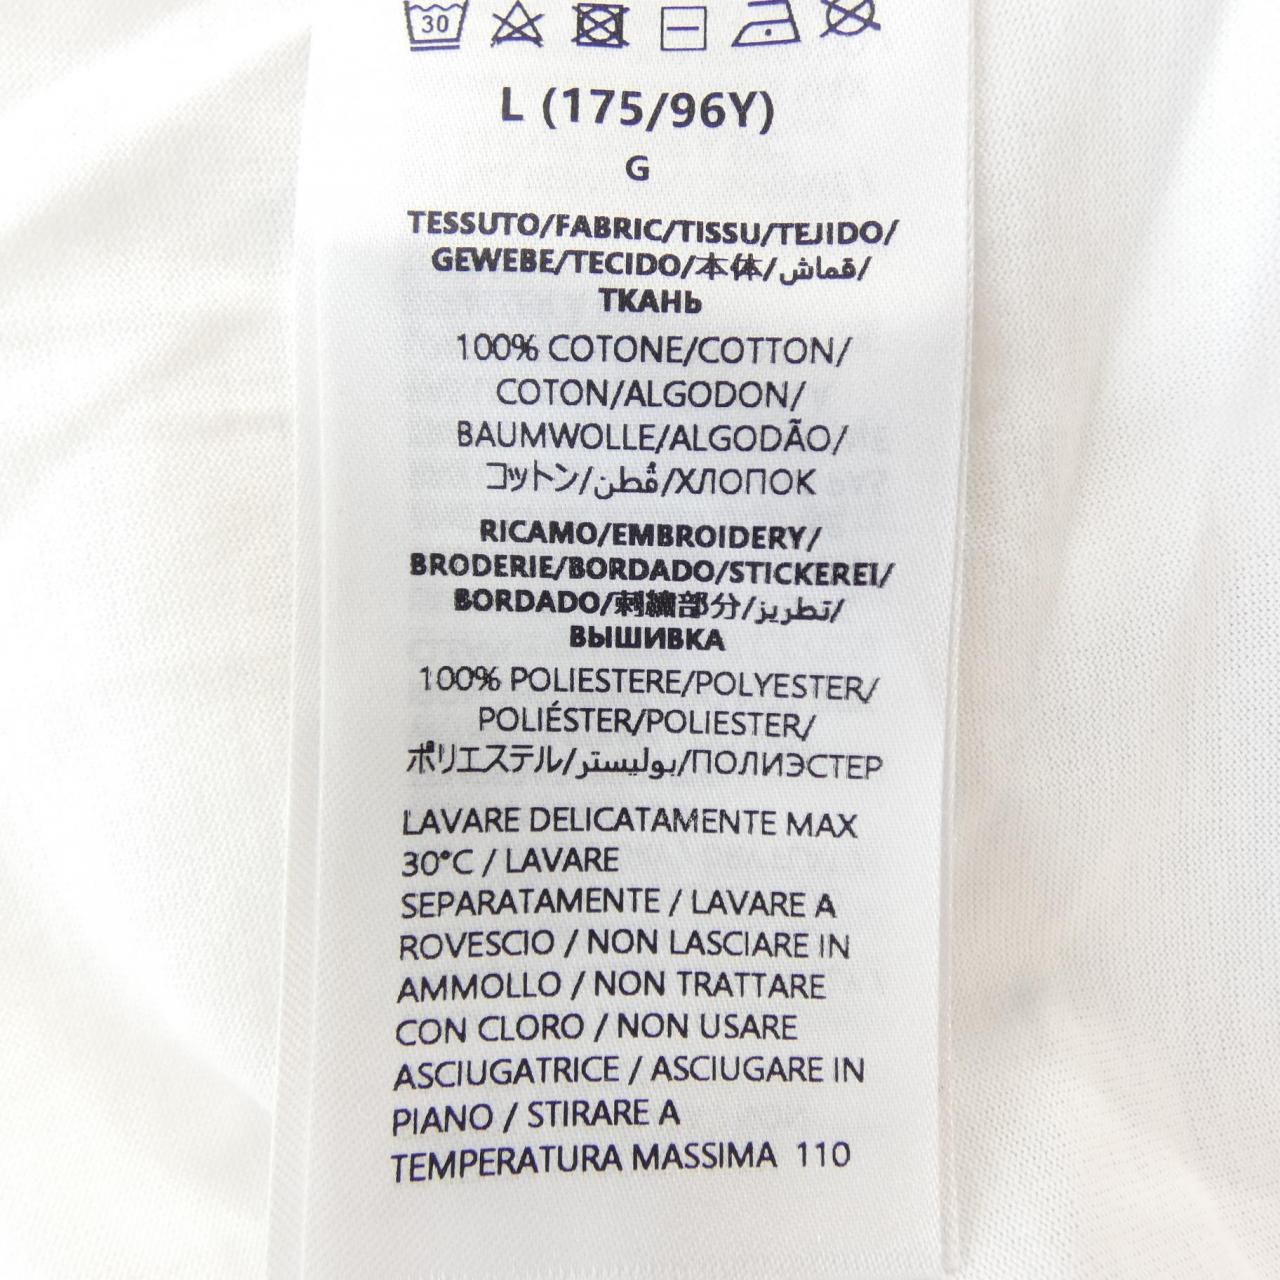 30
L (175/96Y)
G
TESSUTO/FABRIC/TISSU/TEJIDO/
GEWEBE/TECIDO/本体/قماش/
ТКАНЬ
100% COTONE/COTTON/
COTON/ALGODON/
BAUMWOLLE/ALGODÃO/
コットン/قُطن/ХЛОПОК
RICAMO/EMBROIDERY/
BRODERIE/BORDADO/STICKEREI/
BORDADO/刺繍部分/تطريز/
ВЫШИВКА
100% POLIESTERE/POLYESTER/
POLIÉSTER/POLIESTER/
ポリエステル/بوليستر/ПОЛИЭСТЕР
LAVARE DELICATAMENTE MAX
30°C / LAVARE
SEPARATAMENTE / LAVARE A
ROVESCIO / NON LASCIARE IN
AMMOLLO / NON TRATTARE
CON CLORO / NON USARE
ASCIUGATRICE / ASCIUGARE IN
PIANO / STIRARE A
TEMPERATURA MASSIMA 110